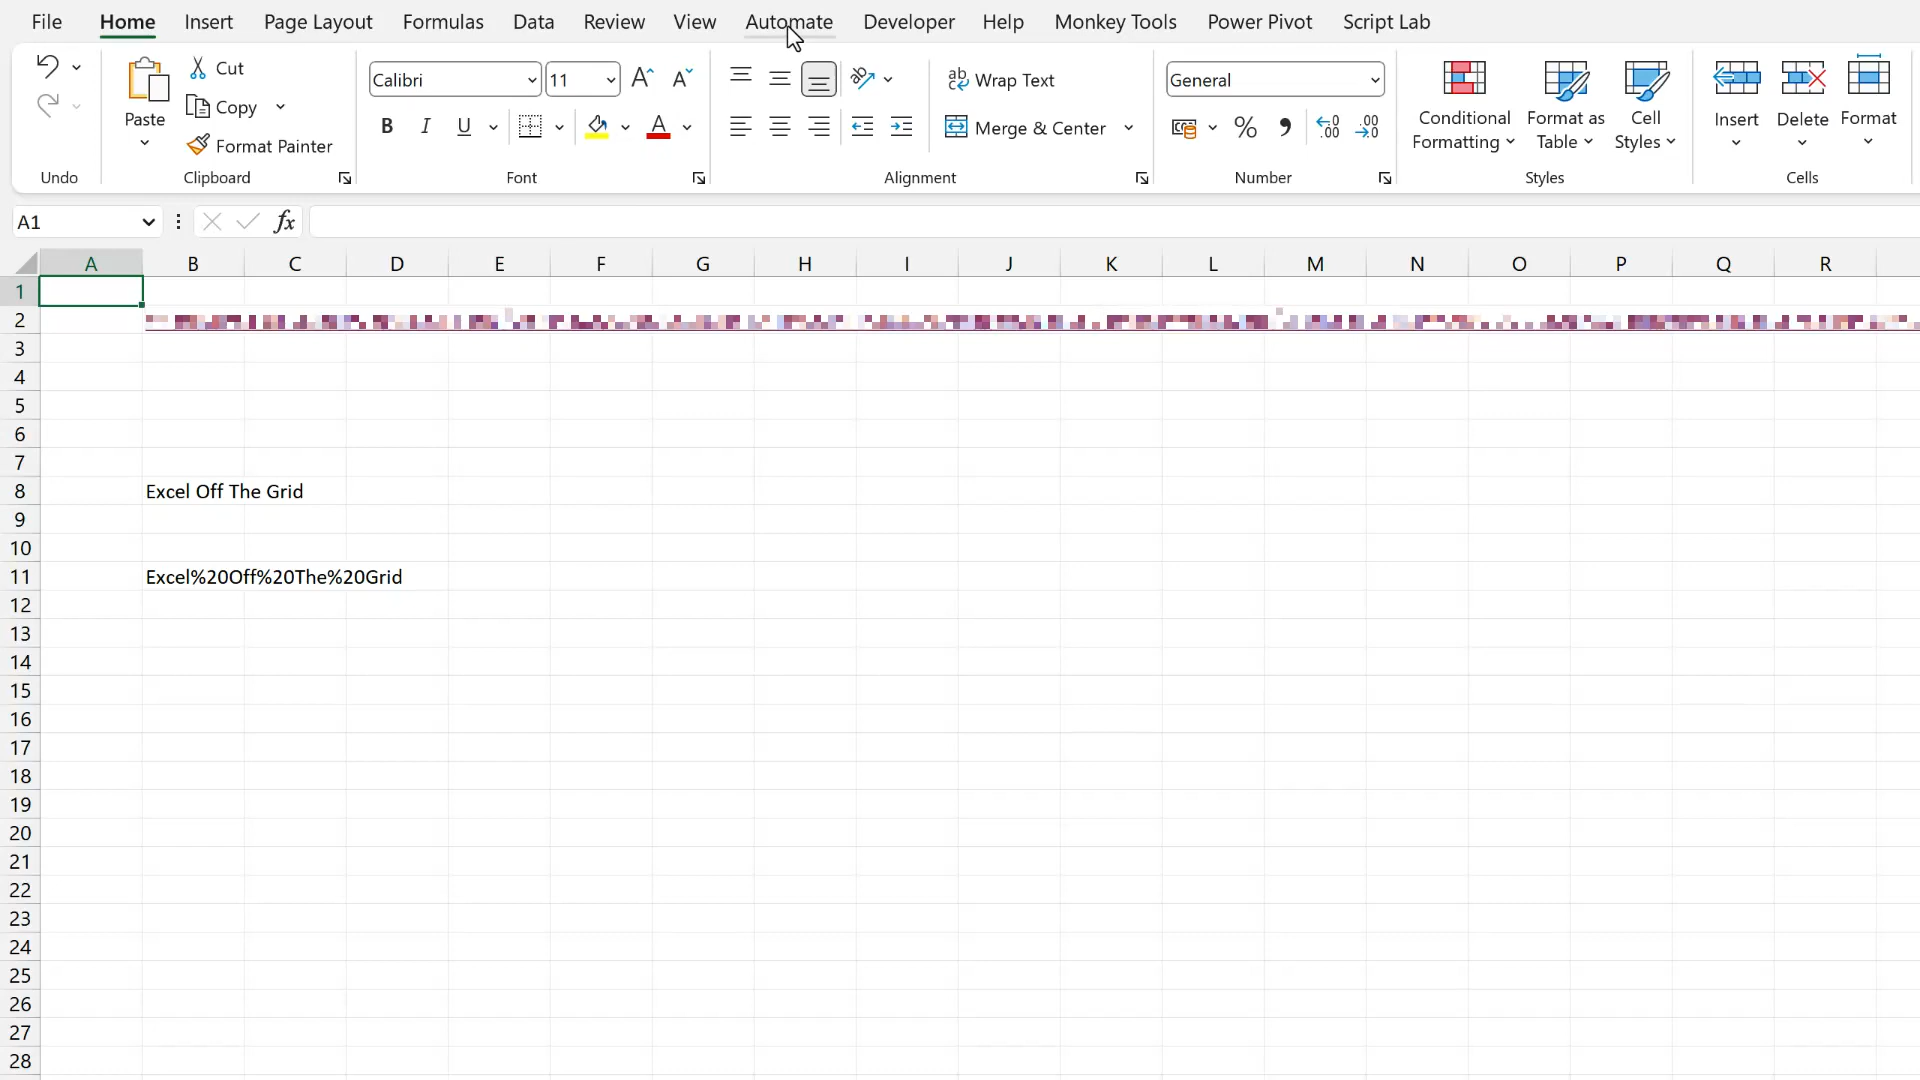 File Home Insert Page Layout Formulas Data Review View Automate Developer Help Monkey Tools Power Pivot Script Lab
Cut
Copy
Format Painter
Paste
Undo Clipboard
Calibri 11
B I U
Font
ab Wrap Text
Merge & Center
Alignment
General
% .00 .00
Number
Conditional Formatting
Format as Table
Cell Styles
Styles
Insert Delete Format
Cells
A1 fx
A B C D E F G H I J K L M N O P Q R
1
2
3
4
5
6
7
8 Excel Off The Grid
9
10
11 Excel%20Off%20The%20Grid
12
13
14
15
16
17
18
19
20
21
22
23
24
25
26
27
28